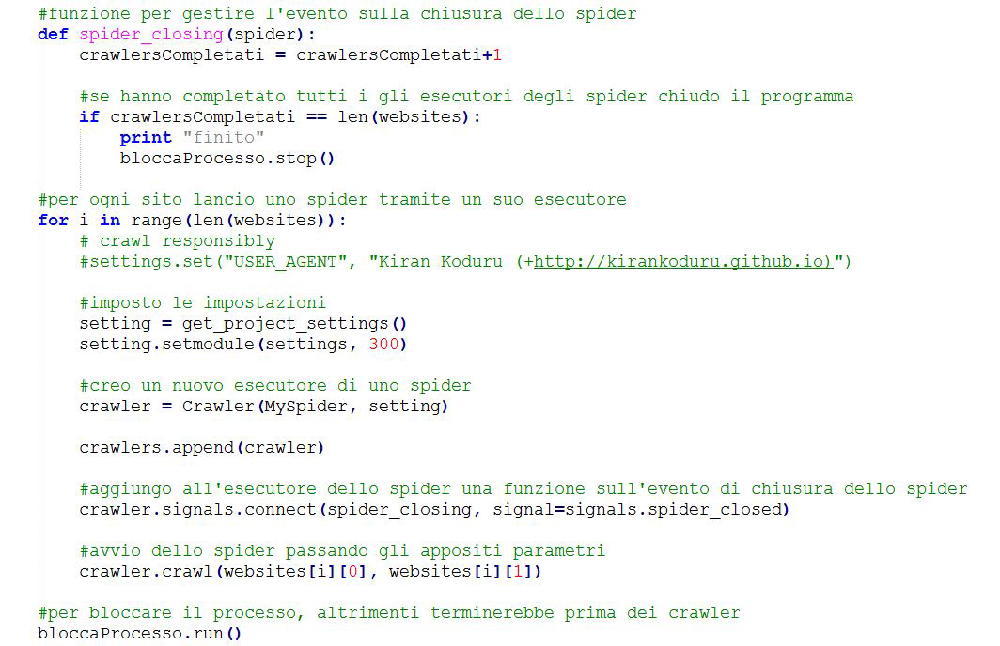 #funzione per gestire l'evento sulla chiusura dello spider
def spider_closing(spider):
    crawlersCompletati = crawlersCompletati+1

    #se hanno completato tutti i gli esecutori degli spider chiudo il programma
    if crawlersCompletati == len(websites):
        print "finito"
        bloccaProcesso.stop()

#per ogni sito lancio uno spider tramite un suo esecutore
for i in range(len(websites)):
    # crawl responsibly
    #settings.set("USER_AGENT", "Kiran Koduru (+http://kirankoduru.github.io)")

    #imposto le impostazioni
    setting = get_project_settings()
    setting.setmodule(settings, 300)

    #creo un nuovo esecutore di uno spider
    crawler = Crawler(MySpider, setting)

    crawlers.append(crawler)

    #aggiungo all'esecutore dello spider una funzione sull'evento di chiusura dello spider
    crawler.signals.connect(spider_closing, signal=signals.spider_closed)

    #avvio dello spider passando gli appositi parametri
    crawler.crawl(websites[i][0], websites[i][1])

#per bloccare il processo, altrimenti terminerebbe prima dei crawler
bloccaProcesso.run()